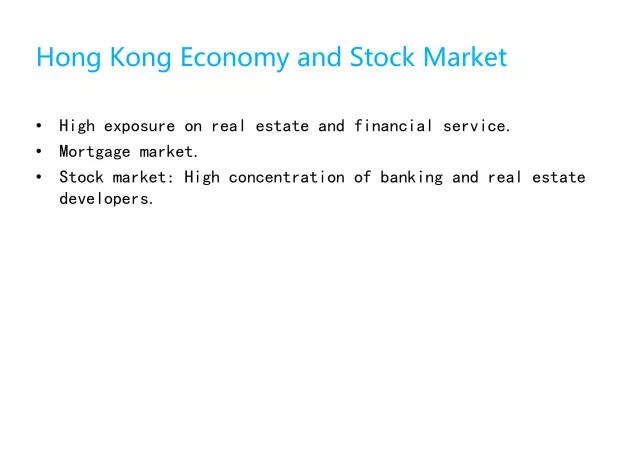 Hong Kong Economy and Stock Market
• High exposure on real estate and financial service.
• Mortgage market.
• Stock market: High concentration of banking and real estate
developers.